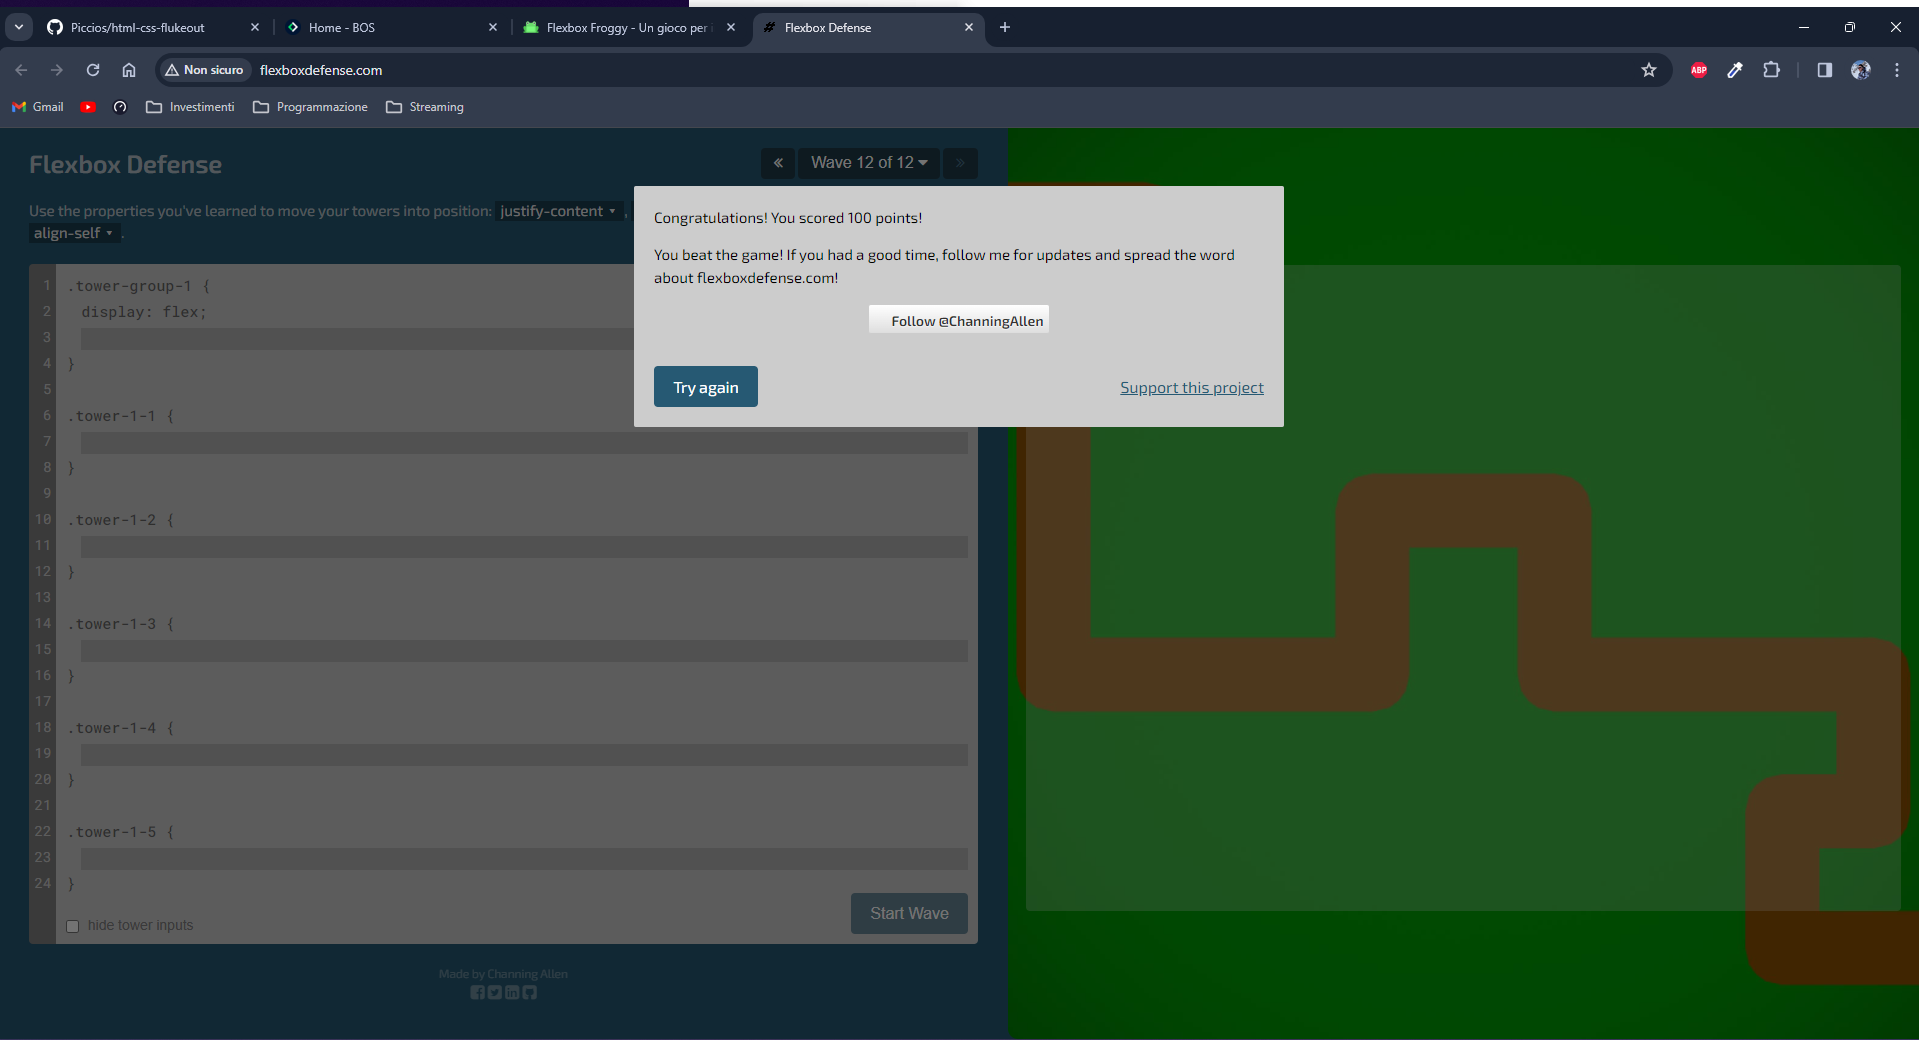 Piccios/html-css-flukeout
Home - BOS
Flexbox Froggy - Un gioco per i
Flexbox Defense
Non sicuro
flexboxdefense.com
ABP
Gmail
Investimenti
Programmazione
Streaming
Flexbox Defense
« Wave 12 of 12 »
Use the properties you've learned to move your towers into position: justify-content ,
align-self .
1 .tower-group-1 {
2 display: flex;
3
4 }
5
6 .tower-1-1 {
7
8 }
9
10 .tower-1-2 {
11
12 }
13
14 .tower-1-3 {
15
16 }
17
18 .tower-1-4 {
19
20 }
21
22 .tower-1-5 {
23
24 }
hide tower inputs
Start Wave
Made by Channing Allen
Congratulations! You scored 100 points!
You beat the game! If you had a good time, follow me for updates and spread the word
about flexboxdefense.com!
Follow @ChanningAllen
Try again
Support this project